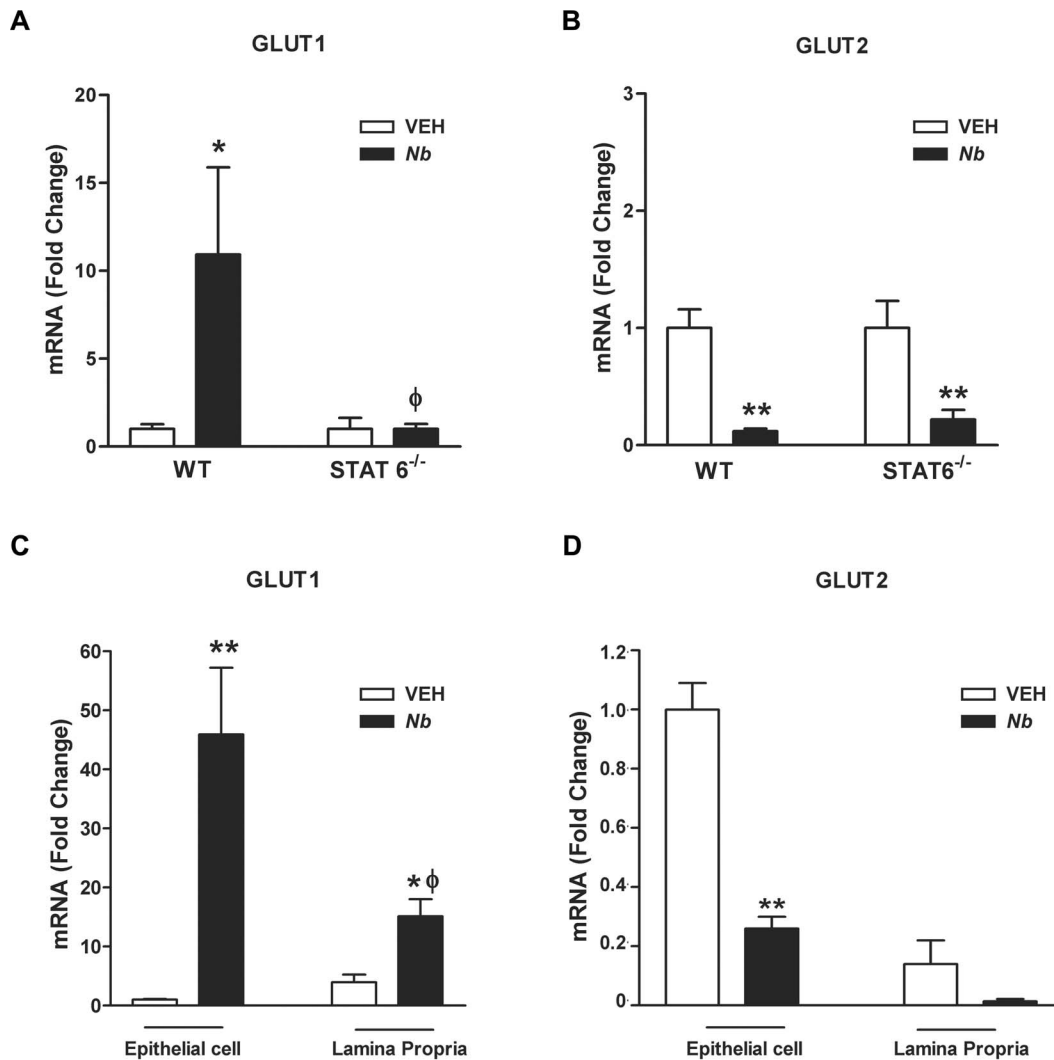 A
GLUT1
mRNA (Fold Change)
20
15
10
5
0
*
ϕ
VEH
Nb
WT
STAT 6-/-
B
GLUT2
mRNA (Fold Change)
3
2
1
0
**
**
VEH
Nb
WT
STAT6-/-
C
GLUT1
mRNA (Fold Change)
60
50
40
30
20
10
0
**
*ϕ
VEH
Nb
Epithelial cell
Lamina Propria
D
GLUT2
mRNA (Fold Change)
1.2
1.0
0.8
0.6
0.4
0.2
0
**
VEH
Nb
Epithelial cell
Lamina Propria